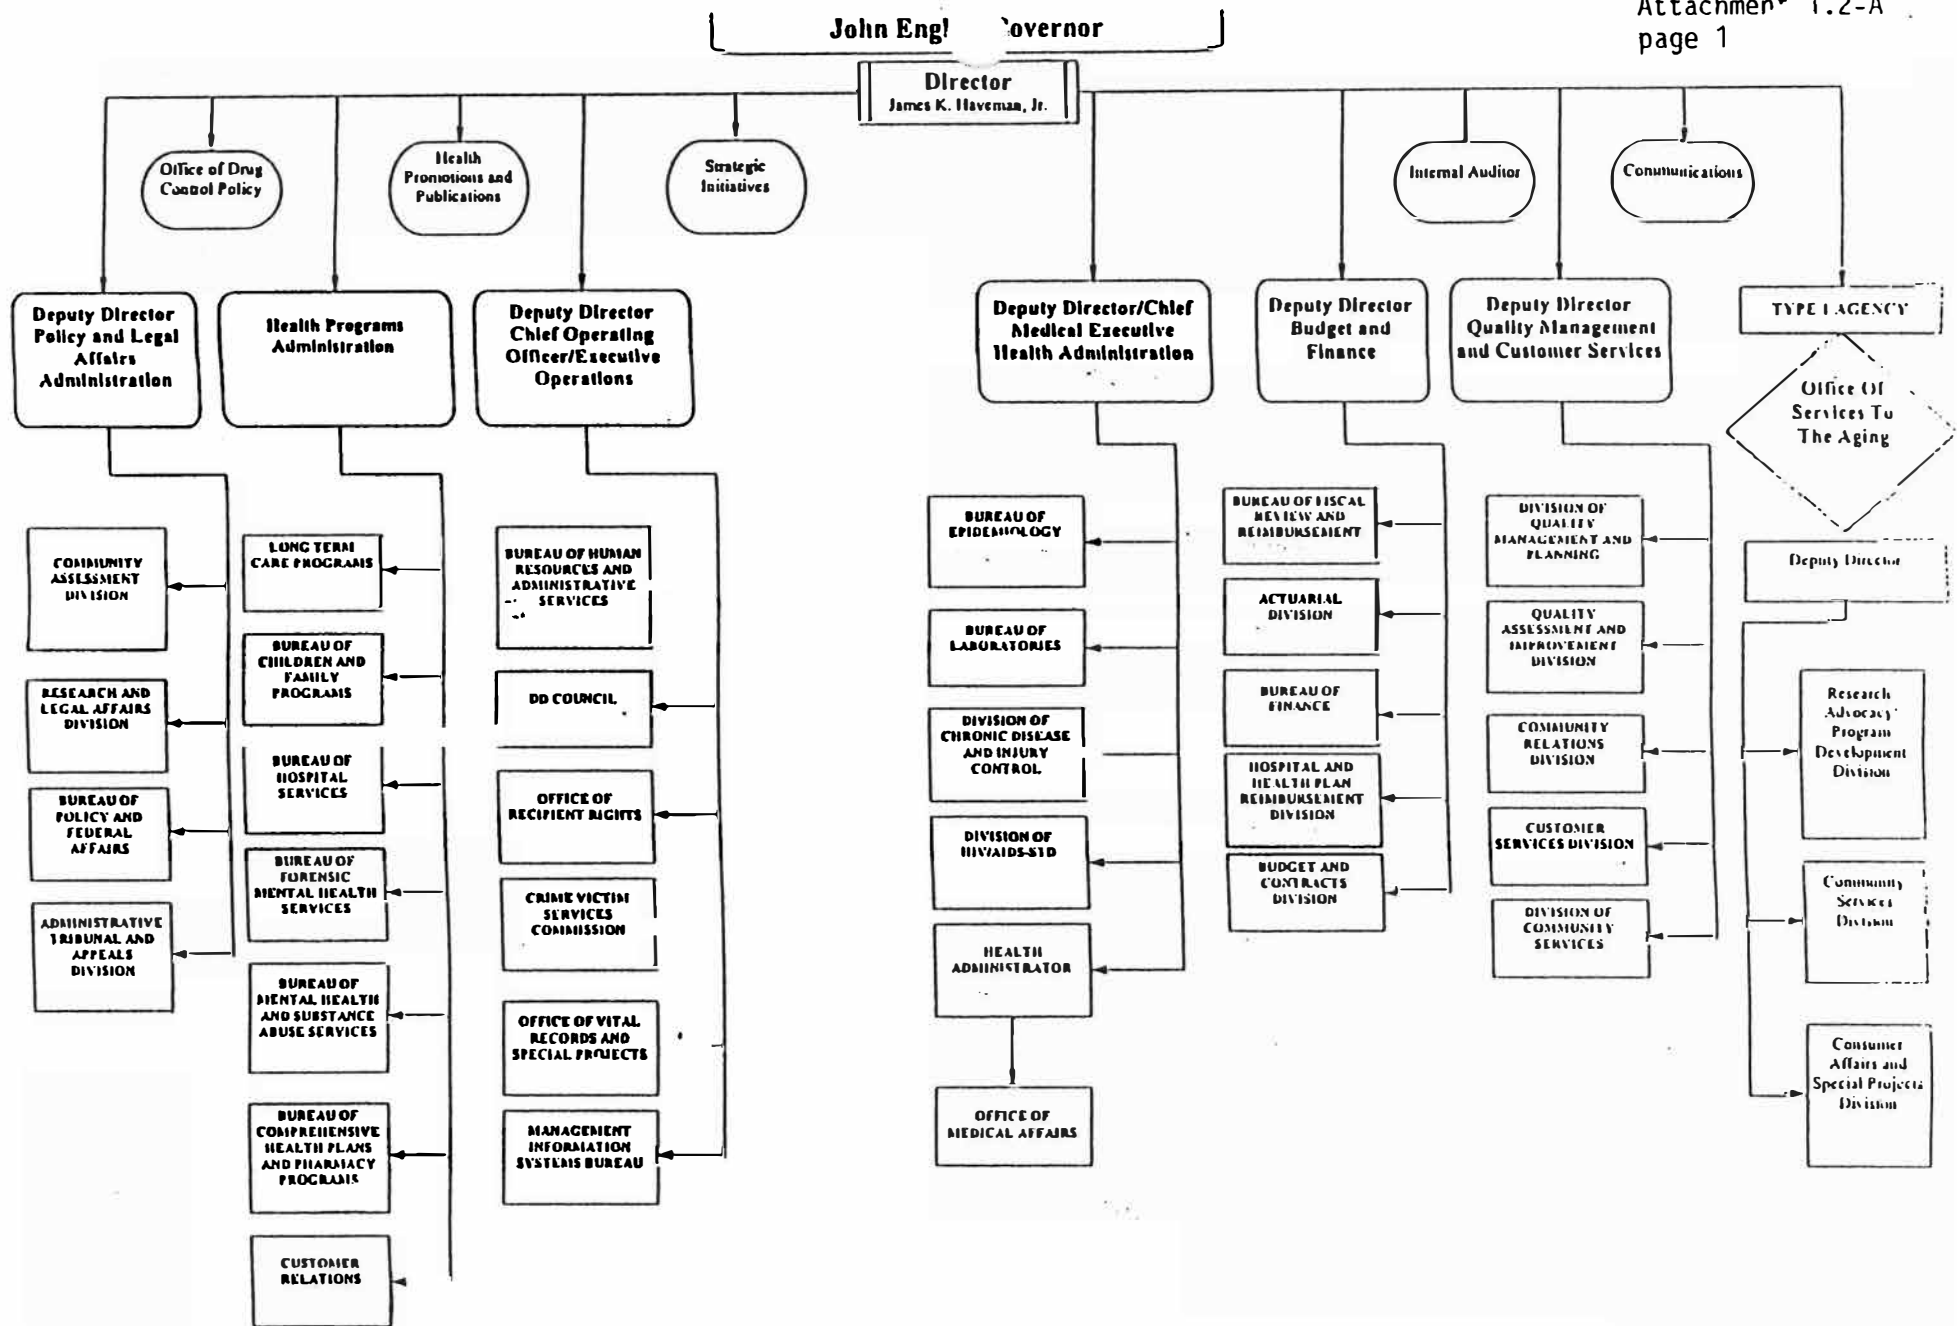 Attachment 1.2-A
page 1
John Engl overnor
Director
James K. Haveman, Jr.
Office of Drug
Control Policy
Health
Promotions and
Publications
Strategic
Initiatives
Internal Auditor
Communications
Deputy Director
Policy and Legal
Affairs
Administration
Health Programs
Administration
Deputy Director
Chief Operating
Officer/Executive
Operations
Deputy Director/Chief
Medical Executive
Health Administration
Deputy Director
Budget and
Finance
Deputy Director
Quality Management
and Customer Services
TYPE I AGENCY
Office Of
Services To
The Aging
Deputy Director
COMMUNITY
ASSESSMENT
DIVISION
RESEARCH AND
LEGAL AFFAIRS
DIVISION
BUREAU OF
POLICY AND
FEDERAL
AFFAIRS
ADMINISTRATIVE
TRIBUNAL AND
APPEALS
DIVISION
LONG TERM
CARE PROGRAMS
BUREAU OF
CHILDREN AND
FAMILY
PROGRAMS
BUREAU OF
HOSPITAL
SERVICES
BUREAU OF
FORENSIC
MENTAL HEALTH
SERVICES
BUREAU OF
MENTAL HEALTH
AND SUBSTANCE
ABUSE SERVICES
BUREAU OF
COMPREHENSIVE
HEALTH PLANS
AND PHARMACY
PROGRAMS
CUSTOMER
RELATIONS
BUREAU OF HUMAN
RESOURCES AND
ADMINISTRATIVE
SERVICES
DD COUNCIL
OFFICE OF
RECIPIENT RIGHTS
CRIME VICTIM
SERVICES
COMMISSION
OFFICE OF VITAL
RECORDS AND
SPECIAL PROJECTS
MANAGEMENT
INFORMATION
SYSTEMS BUREAU
BUREAU OF
EPIDEMIOLOGY
BUREAU OF
LABORATORIES
DIVISION OF
CHRONIC DISEASE
AND INJURY
CONTROL
DIVISION OF
HIV/AIDS-STD
HEALTH
ADMINISTRATOR
OFFICE OF
MEDICAL AFFAIRS
BUREAU OF FISCAL
REVIEW AND
REIMBURSEMENT
ACTUARIAL
DIVISION
BUREAU OF
FINANCE
HOSPITAL AND
HEALTH PLAN
REIMBURSEMENT
DIVISION
BUDGET AND
CONTRACTS
DIVISION
DIVISION OF
QUALITY
MANAGEMENT AND
PLANNING
QUALITY
ASSESSMENT AND
IMPROVEMENT
DIVISION
COMMUNITY
RELATIONS
DIVISION
CUSTOMER
SERVICES DIVISION
DIVISION OF
COMMUNITY
SERVICES
Research
Advocacy
Program
Development
Division
Community
Services
Division
Consumer
Affairs and
Special Projects
Division